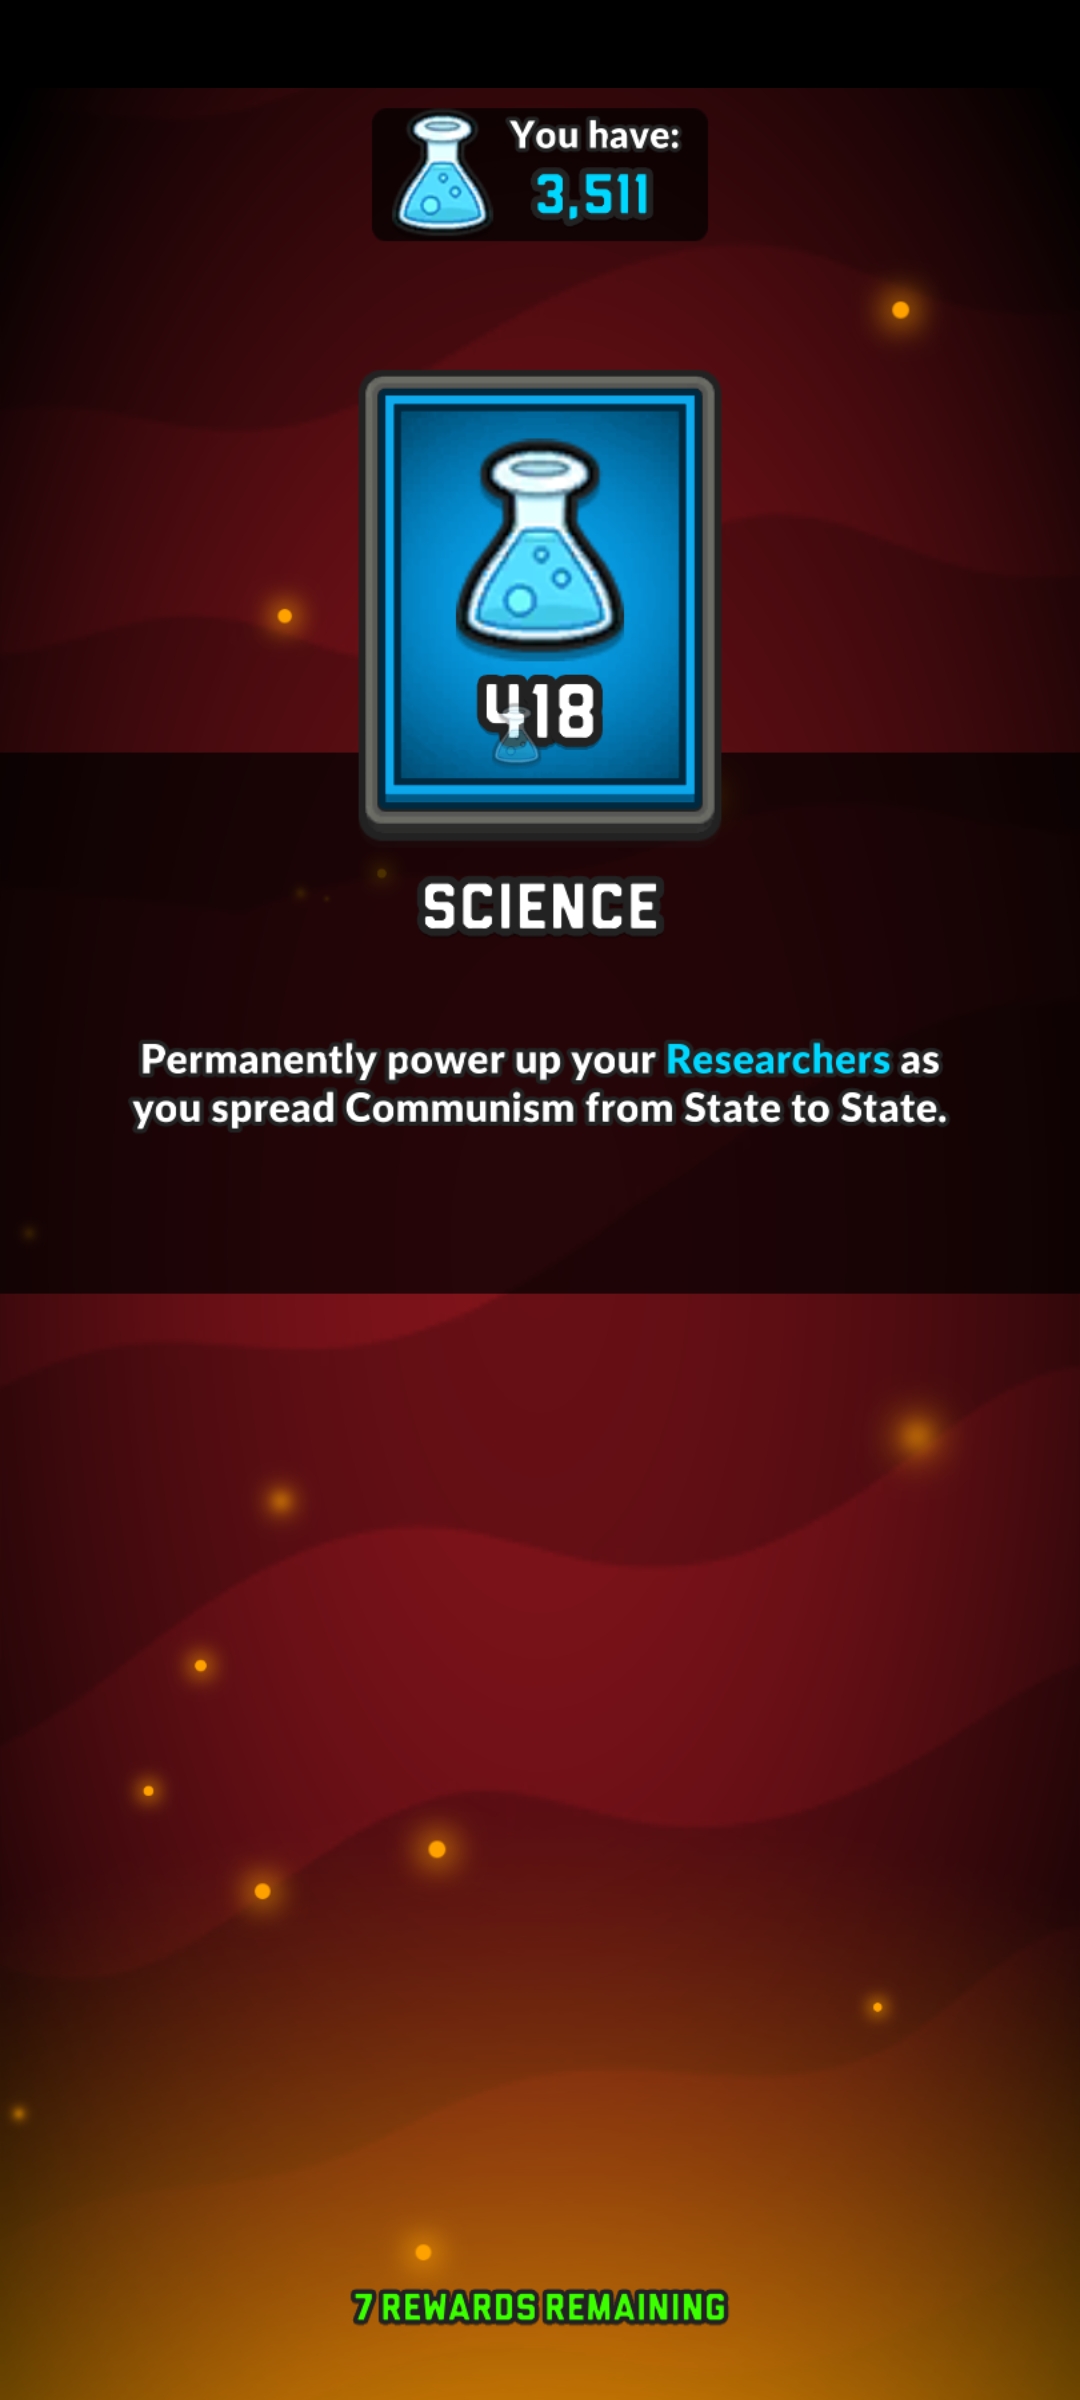 You have:
3,511
418
SCIENCE
Permanently power up your Researchers as
you spread Communism from State to State.
7 REWARDS REMAINING